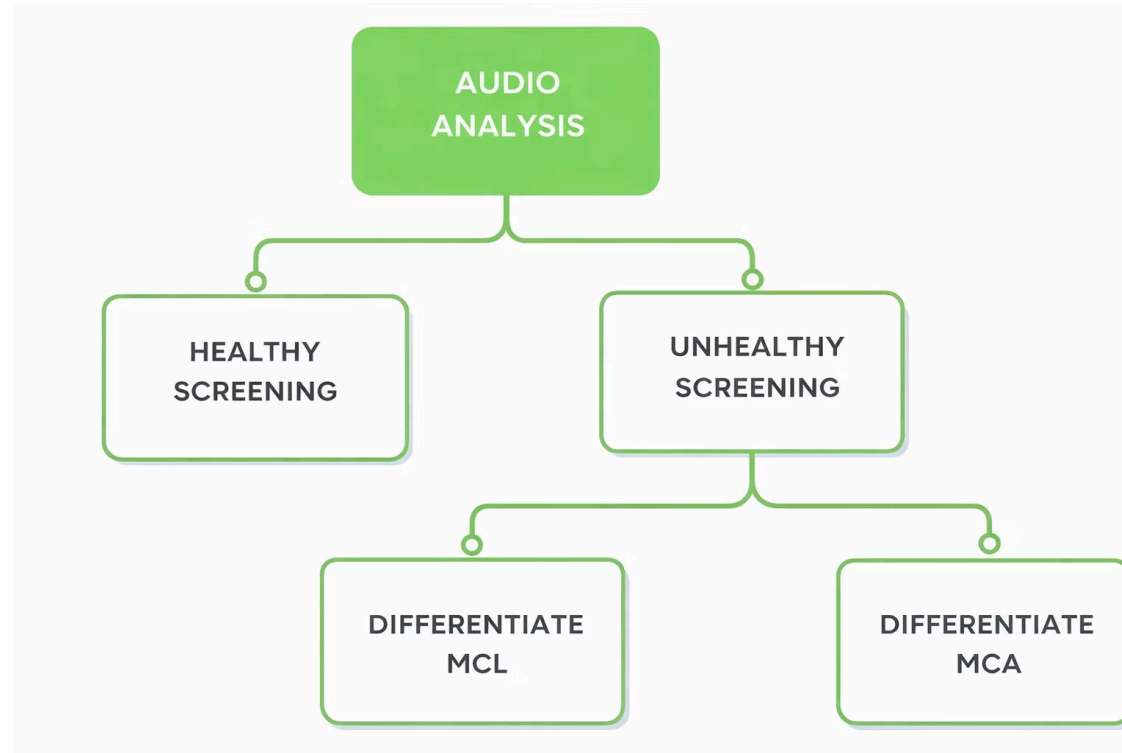 AUDIO
ANALYSIS
HEALTHY
SCREENING
UNHEALTHY
SCREENING
DIFFERENTIATE
MCL
DIFFERENTIATE
MCA